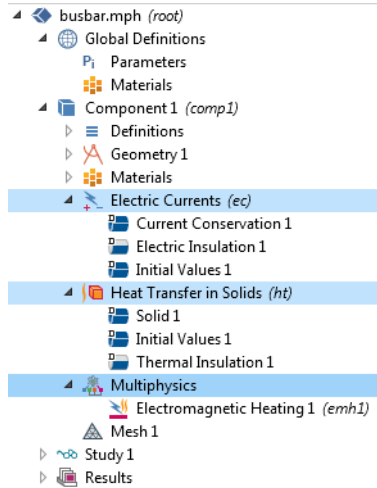 busbar.mph (root)
Global Definitions
Pi Parameters
Materials
Component 1 (comp1)
Definitions
Geometry 1
Materials
Electric Currents (ec)
Current Conservation 1
Electric Insulation 1
Initial Values 1
Heat Transfer in Solids (ht)
Solid 1
Initial Values 1
Thermal Insulation 1
Multiphysics
Electromagnetic Heating 1 (emh1)
Mesh 1
Study 1
Results